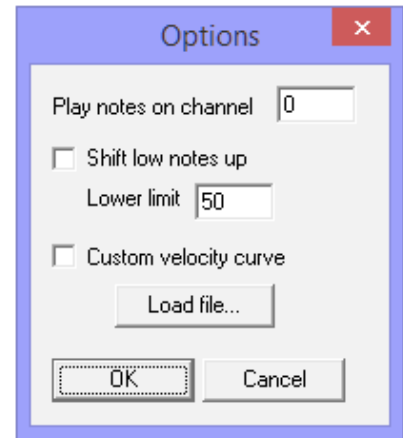 Options
Play notes on channel 0
Shift low notes up
Lower limit 50
Custom velocity curve
Load file...
OK Cancel